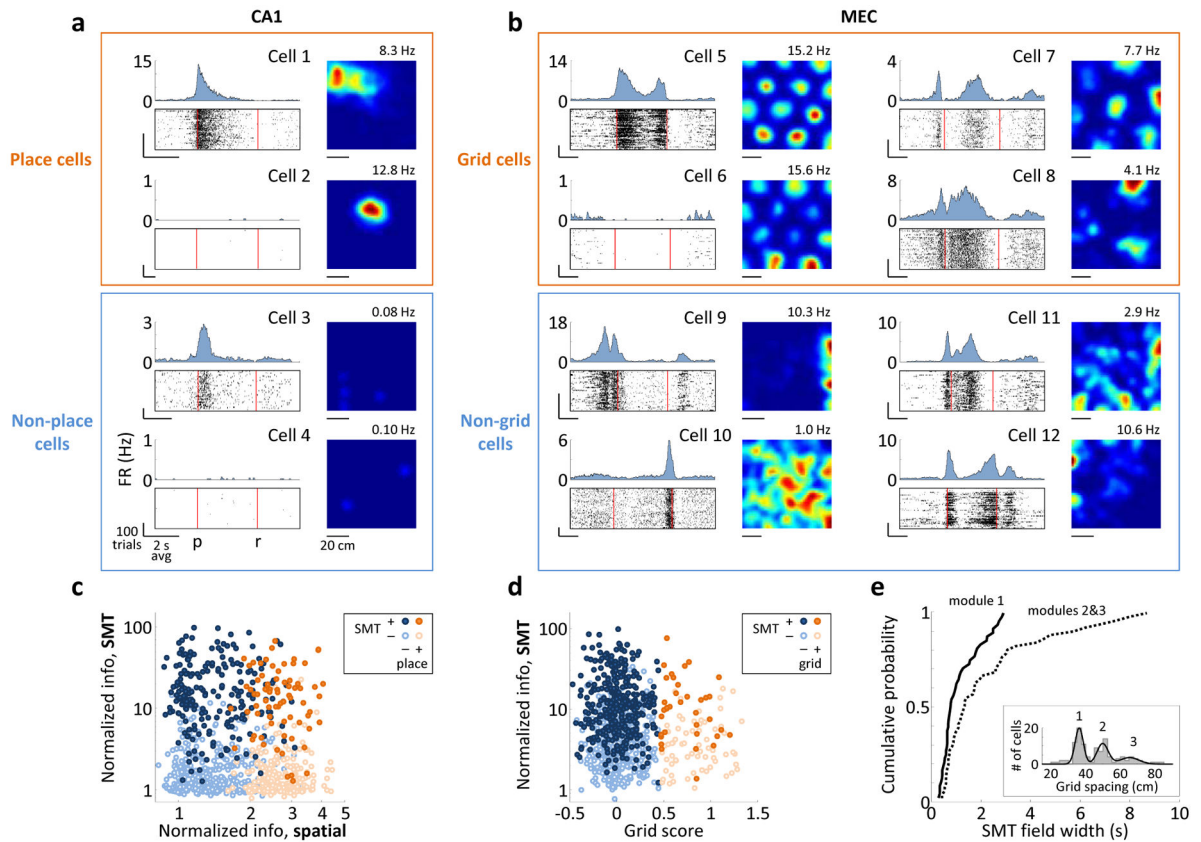 CA1
MEC
a
b
Place cells
15
0
Cell 1
8.3 Hz
1
0
Cell 2
12.8 Hz
Grid cells
14
0
Cell 5
15.2 Hz
4
0
Cell 7
7.7 Hz
1
0
Cell 6
15.6 Hz
8
0
Cell 8
4.1 Hz
Non-place
cells
3
0
Cell 3
0.08 Hz
FR (Hz)
1
0
Cell 4
0.10 Hz
100
trials
2 s
avg
p
r
20 cm
Non-grid
cells
18
0
Cell 9
10.3 Hz
10
0
Cell 11
2.9 Hz
6
0
Cell 10
1.0 Hz
10
0
Cell 12
10.6 Hz
c
Normalized info, SMT
100
10
1
1
2
3
4
5
Normalized info, spatial
SMT
+
−
− +
place
d
Normalized info, SMT
100
10
1
-0.5
0
0.5
1
1.5
Grid score
SMT
+
−
− +
grid
e
Cumulative probability
1
0.5
0
0
2
4
6
8
10
SMT field width (s)
module 1
modules 2&3
# of cells
20
0
1
2
3
20
40
60
80
Grid spacing (cm)